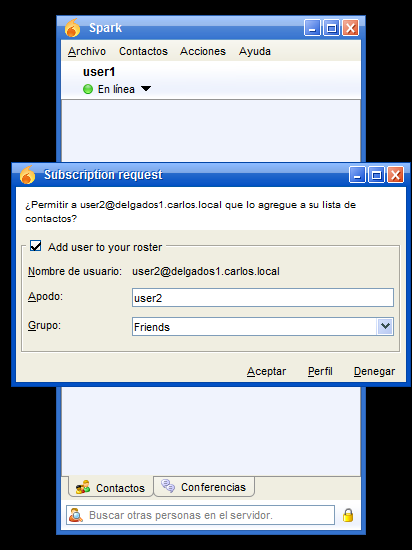 Spark
Archivo Contactos Acciones Ayuda
user1
En línea
Subscription request
¿Permitir a user2@delgados1.carlos.local que lo agregue a su lista de
contactos?
Add user to your roster
Nombre de usuario: user2@delgados1.carlos.local
Apodo: user2
Grupo: Friends
Aceptar Perfil Denegar
Contactos Conferencias
Buscar otras personas en el servidor.